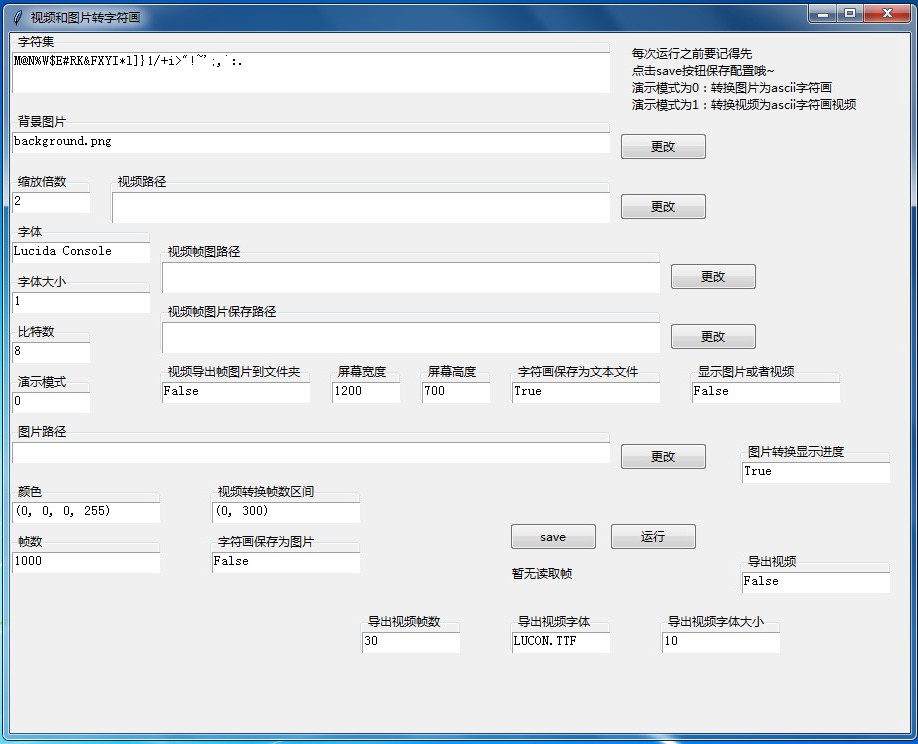 视频和图片转字符画
字符集
M@N%W$E#RK&FXYI*l]}1/+i>"!~';,`:.
每次运行之前要记得先
点击save按钮保存配置哦~
演示模式为0：转换图片为ascii字符画
演示模式为1：转换视频为ascii字符画视频
背景图片
background.png
更改
缩放倍数
2
视频路径
更改
字体
Lucida Console
视频帧图路径
更改
字体大小
1
视频帧图片保存路径
更改
比特数
8
演示模式
0
视频导出帧图片到文件夹
False
屏幕宽度
1200
屏幕高度
700
字符画保存为文本文件
True
显示图片或者视频
False
图片路径
更改
图片转换显示进度
True
颜色
(0, 0, 0, 255)
视频转换帧数区间
(0, 300)
save
运行
帧数
1000
字符画保存为图片
False
暂无读取帧
导出视频
False
导出视频帧数
30
导出视频字体
LUCON.TTF
导出视频字体大小
10